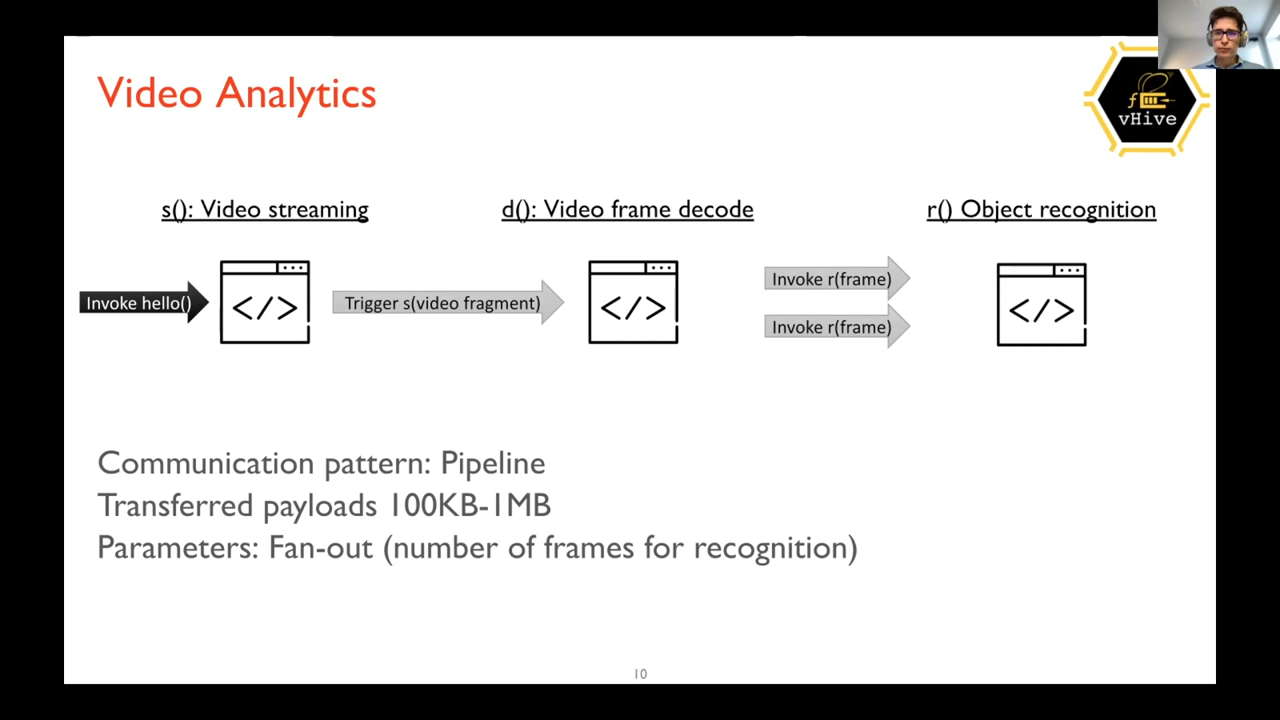 Video Analytics
vHive
s(): Video streaming
d(): Video frame decode
r() Object recognition
Invoke hello()
</>
Trigger s(video fragment)
</>
Invoke r(frame)
Invoke r(frame)
</>
Communication pattern: Pipeline
Transferred payloads 100KB-1MB
Parameters: Fan-out (number of frames for recognition)
10